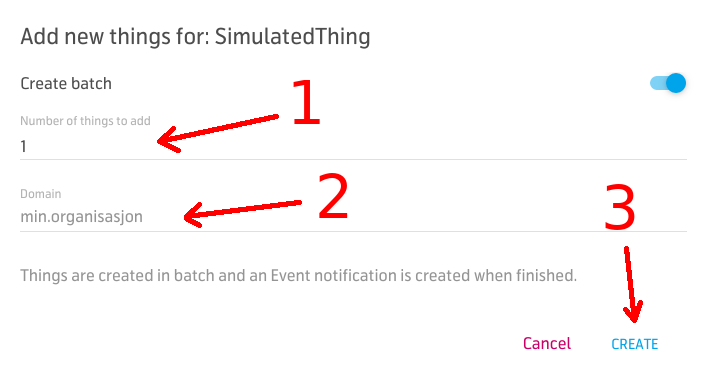 Add new things for: SimulatedThing
Create batch
1
Number of things to add
1
Domain
min.organisasjon
2
3
Things are created in batch and an Event notification is created when finished.
Cancel
CREATE